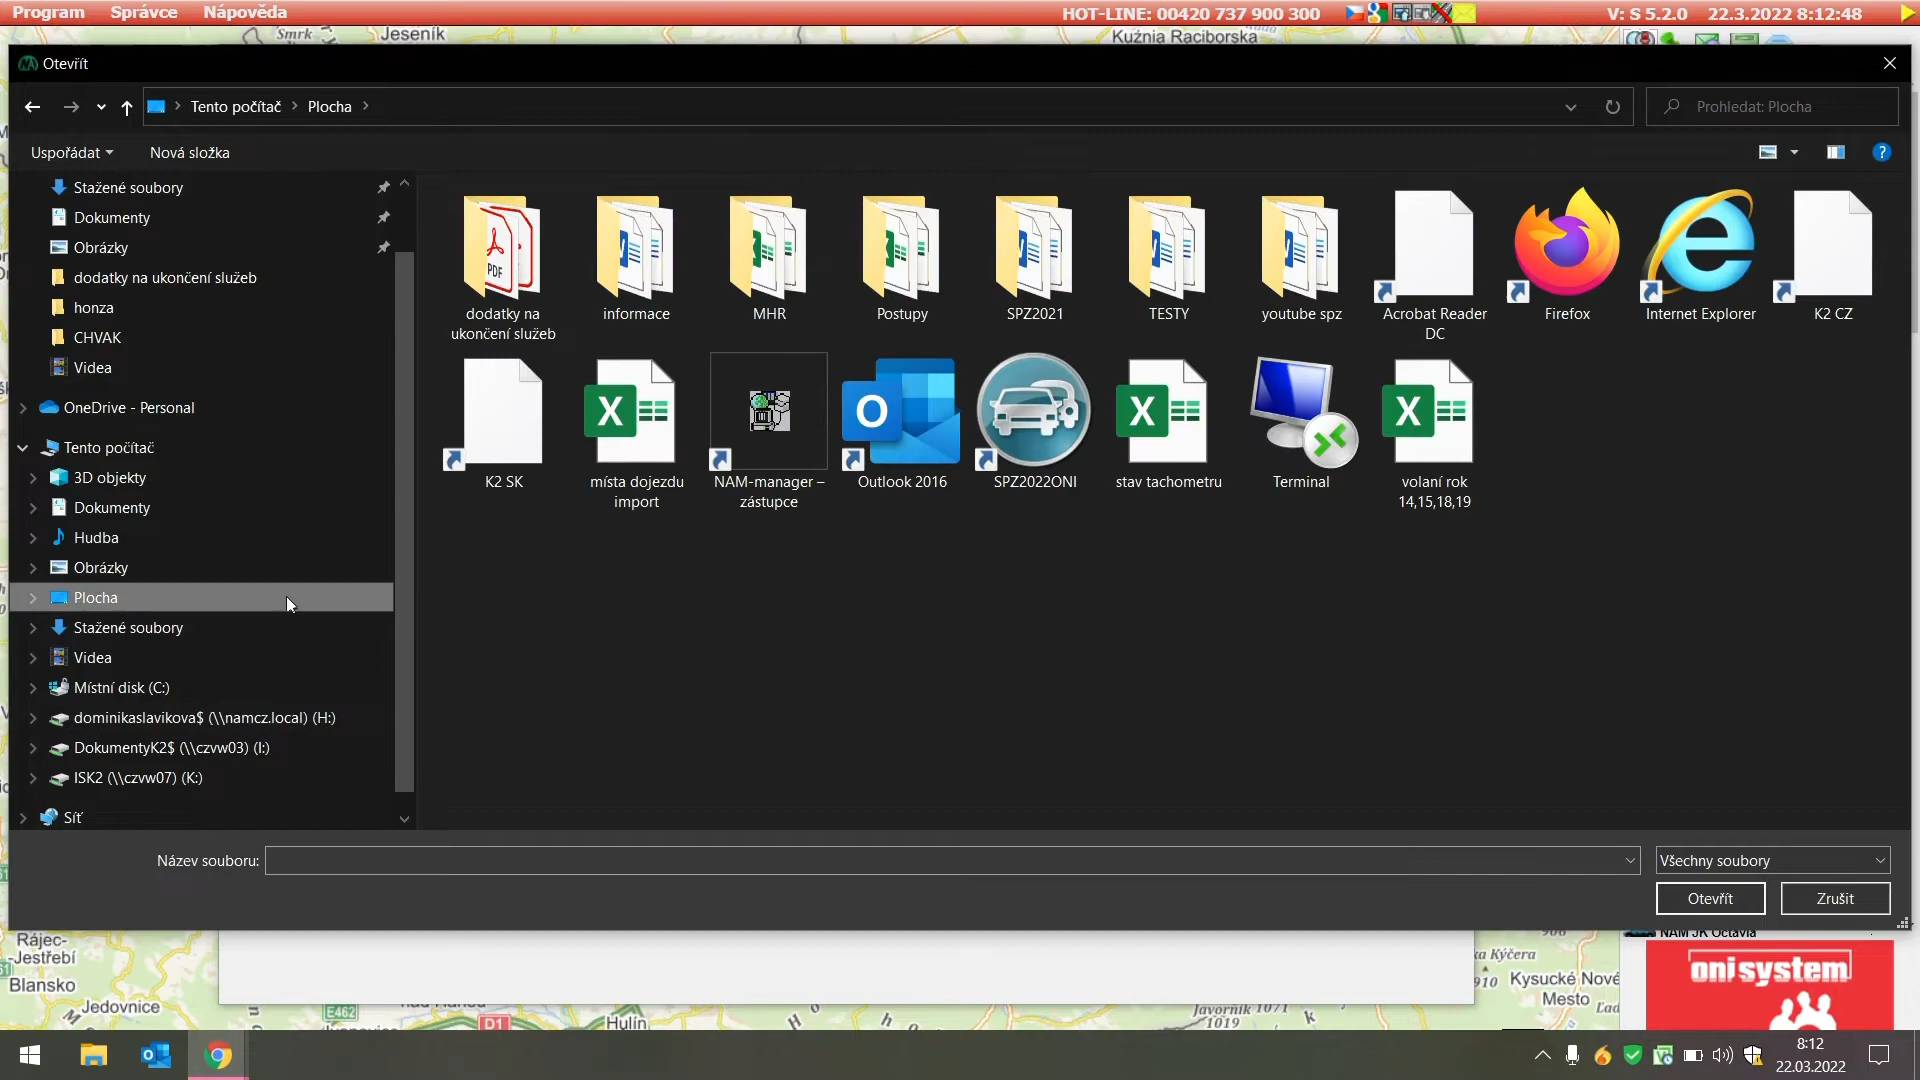 Program Správce Nápověda HOT-LINE: 00420 737 900 300 V: S 5.2.0 22.3.2022 8:12:48
Smrk Jeseník Kuźnia Raciborska
Otevřít
Tento počítač Plocha Prohledat: Plocha
Uspořádat Nová složka
Stažené soubory
Dokumenty
Obrázky
dodatky na ukončení služeb
honza
CHVAK
Videa
OneDrive - Personal
Tento počítač
3D objekty
Dokumenty
Hudba
Obrázky
Plocha
Stažené soubory
Videa
Místní disk (C:)
dominikaslavikova$ (\\namcz.local) (H:)
DokumentyK2$ (\\czvw03) (I:)
ISK2 (\\czvw07) (K:)
Síť
dodatky na
ukončení služeb
informace
MHR
Postupy
SPZ2021
TESTY
youtube spz
Acrobat Reader
DC
Firefox
Internet Explorer
K2 CZ
K2 SK
místa dojezdu
import
NAM-manager –
zástupce
Outlook 2016
SPZ2022ONI
stav tachometru
Terminal
volaní rok
14,15,18,19
Název souboru: Všechny soubory
Otevřít Zrušit
NAM JK Octavia
Rájec-
-Jestřebí
Blansko
Jedovnice
E462
D1
Hulín
Javorník 1071
1019
ka Kýčera
910
Kysucké Nové
Mesto
oni system
8:12
22.03.2022